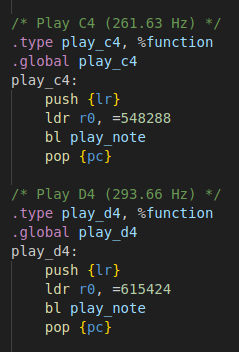 /* Play C4 (261.63 Hz) */
.type play_c4, %function
.global play_c4
play_c4:
    push {lr}
    ldr r0, =548288
    bl play_note
    pop {pc}

/* Play D4 (293.66 Hz) */
.type play_d4, %function
.global play_d4
play_d4:
    push {lr}
    ldr r0, =615424
    bl play_note
    pop {pc}